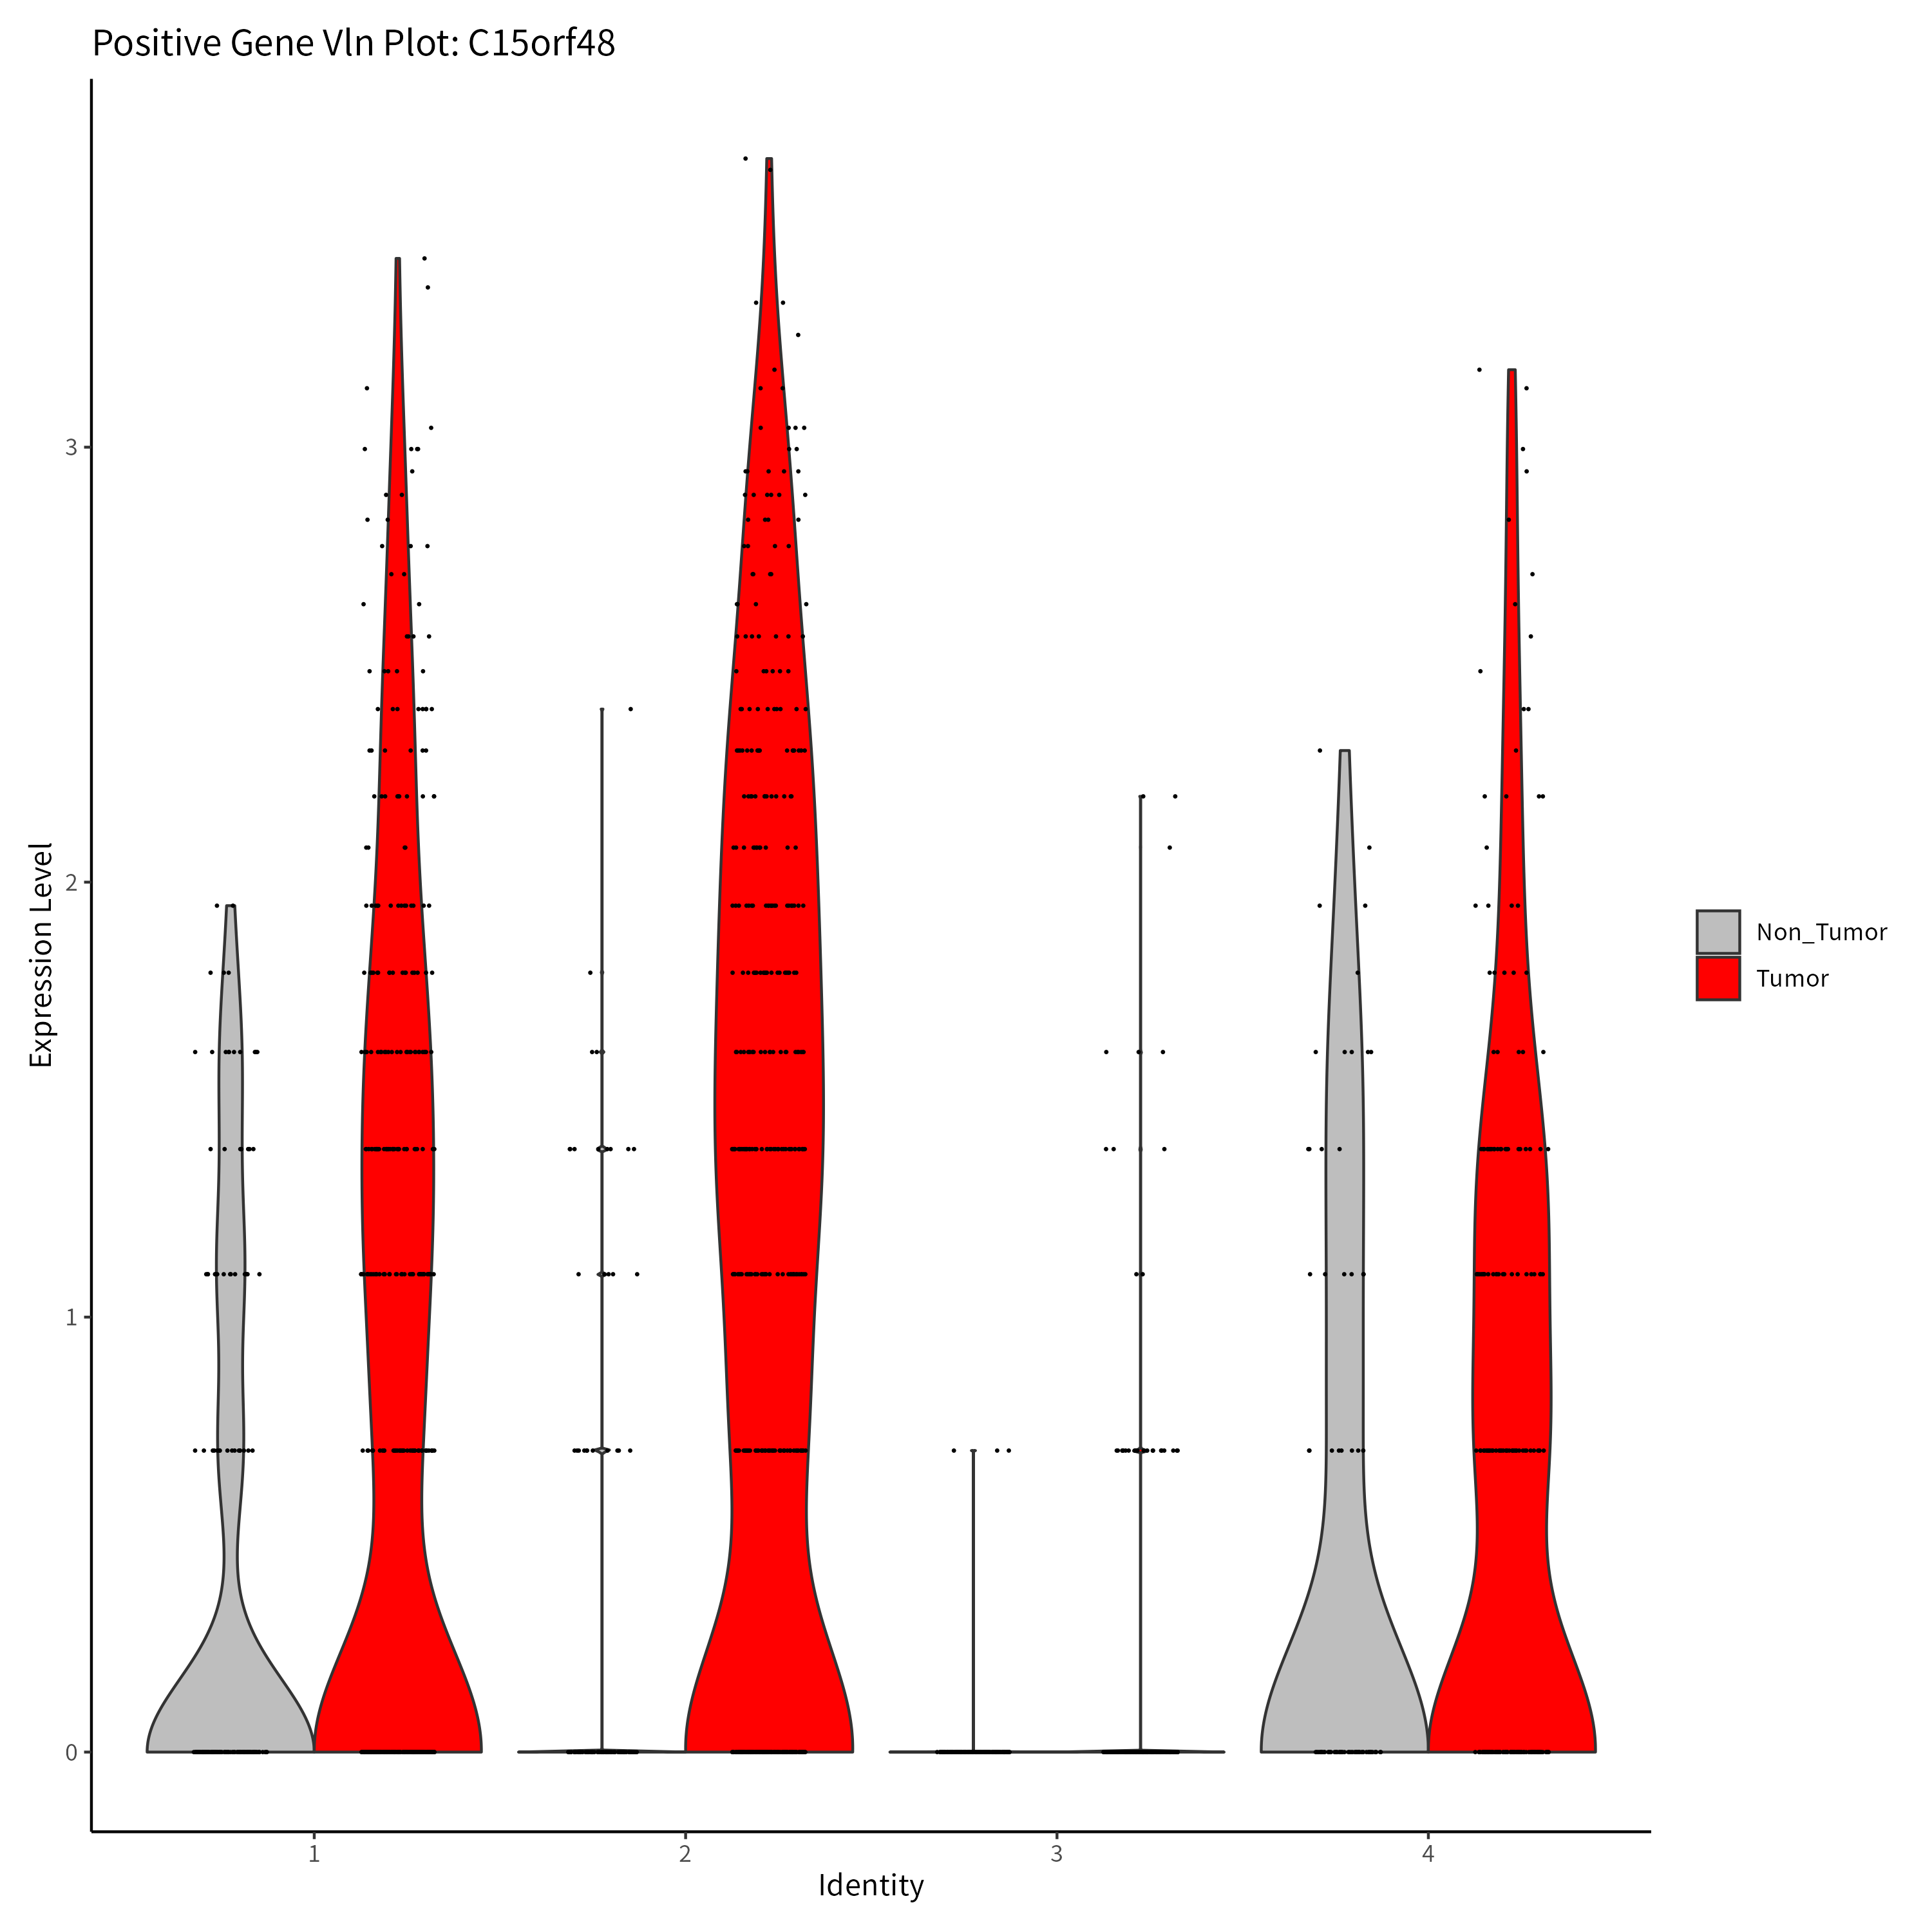 Positive Gene Vln Plot: C15orf48
3
2
1
0
Expression Level
1
2
3
4
Identity
Non_Tumor
Tumor